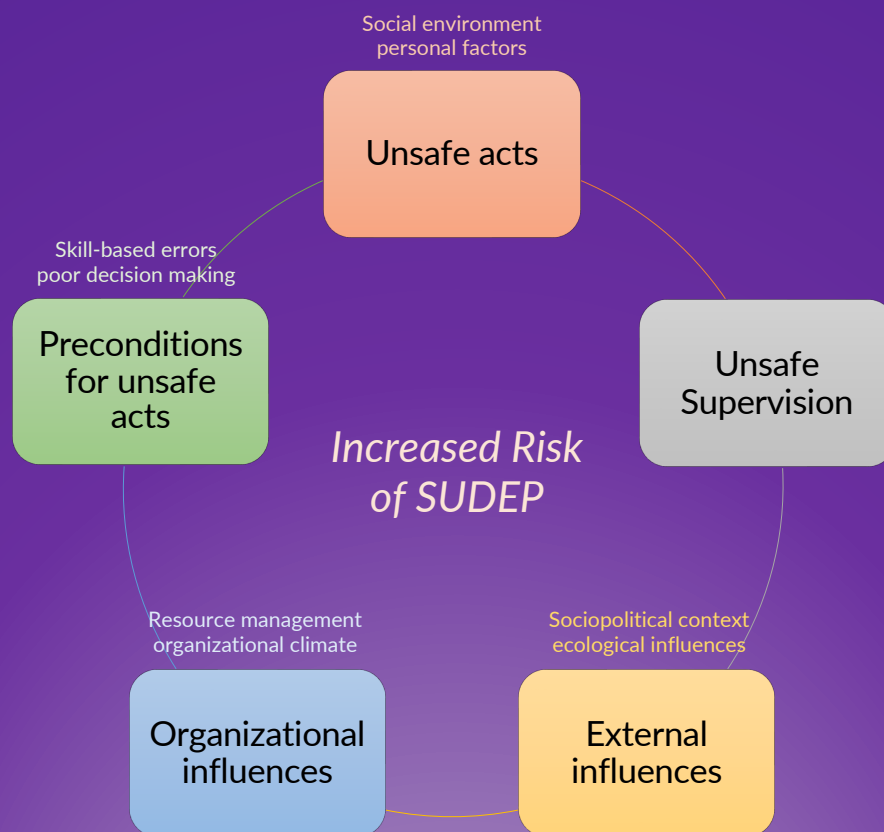 Social environment
personal factors
Unsafe acts
Skill-based errors
poor decision making
Preconditions
for unsafe
acts
Unsafe
Supervision
Increased Risk
of SUDEP
Resource management
organizational climate
Organizational
influences
Sociopolitical context
ecological influences
External
influences